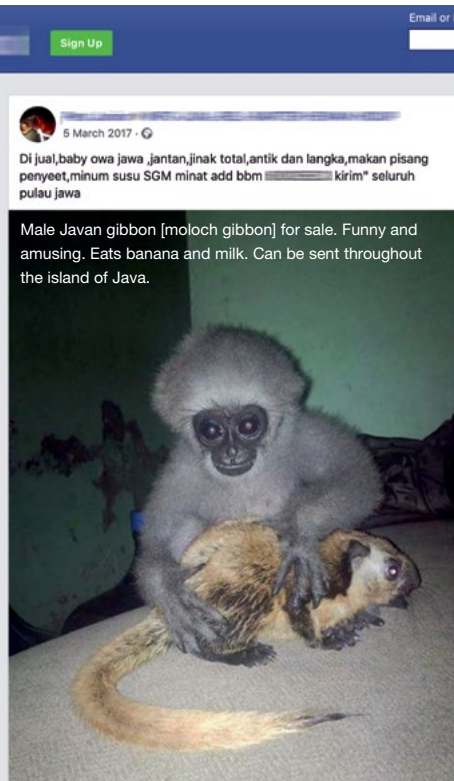 Email or
Sign Up
5 March 2017 ·
Di jual,baby owa jawa ,jantan,jinak total,antik dan langka,makan pisang
penyeet,minum susu SGM minat add bbm kirim" seluruh
pulau jawa
Male Javan gibbon [moloch gibbon] for sale. Funny and
amusing. Eats banana and milk. Can be sent throughout
the island of Java.